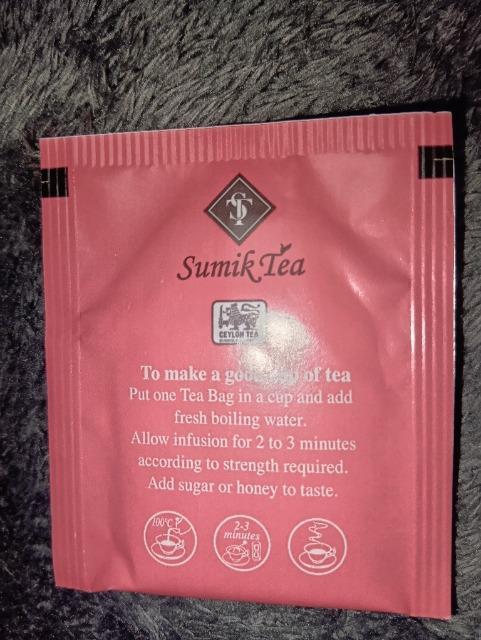 ST
Sumik Tea
CEYLON TEA
To make a good cup of tea
Put one Tea Bag in a cup and add
fresh boiling water.
Allow infusion for 2 to 3 minutes
according to strength required.
Add sugar or honey to taste.
100°C
2-3
minutes